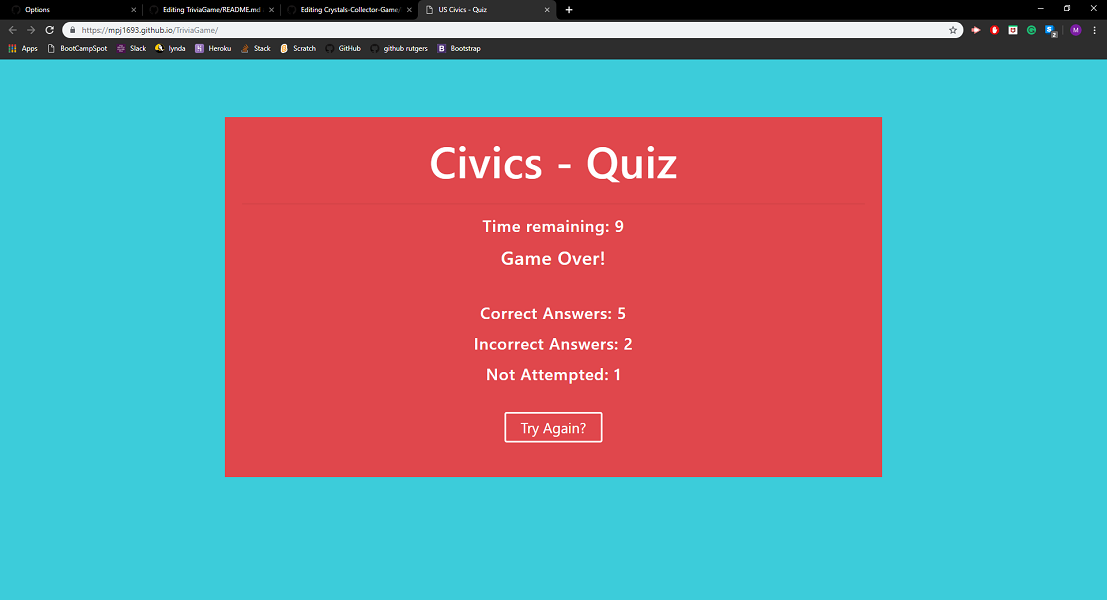 Options
Editing TriviaGame/README.md
Editing Crystals-Collector-Game/
US Civics - Quiz
https://mpj1693.github.io/TriviaGame/
M
2
Apps
BootCampSpot
Slack
lynda
Heroku
Stack
Scratch
GitHub
github rutgers
B
Bootstrap
Civics - Quiz
Time remaining: 9
Game Over!
Correct Answers: 5
Incorrect Answers: 2
Not Attempted: 1
Try Again?